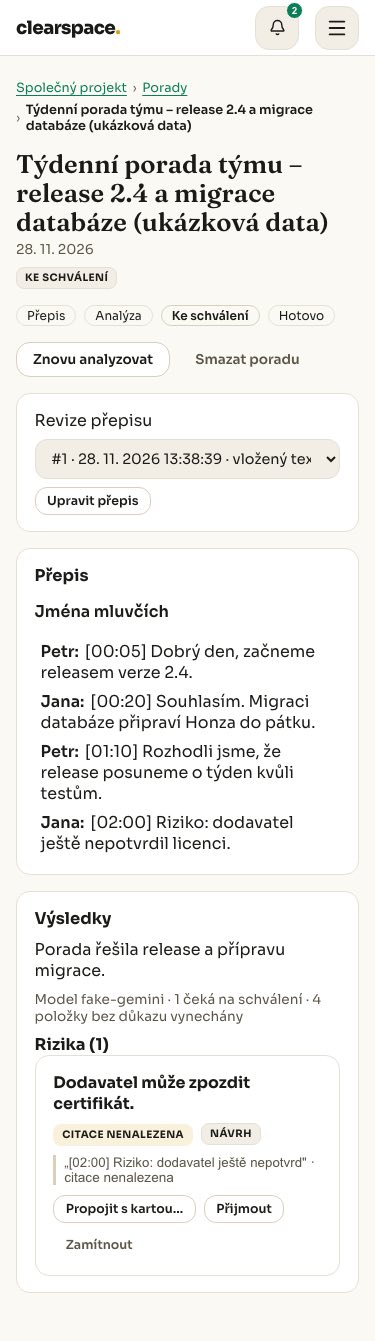 clearspace.
2
Společný projekt › Porady
› Týdenní porada týmu – release 2.4 a migrace
databáze (ukázková data)
Týdenní porada týmu –
release 2.4 a migrace
databáze (ukázková data)
28. 11. 2026
KE SCHVÁLENÍ
Přepis Analýza Ke schválení Hotovo
Znovu analyzovat Smazat poradu
Revize přepisu
#1 · 28. 11. 2026 13:38:39 · vložený tex
Upravit přepis
Přepis
Jména mluvčích
Petr: [00:05] Dobrý den, začneme
releasem verze 2.4.
Jana: [00:20] Souhlasím. Migraci
databáze připraví Honza do pátku.
Petr: [01:10] Rozhodli jsme, že
release posuneme o týden kvůli
testům.
Jana: [02:00] Riziko: dodavatel
ještě nepotvrdil licenci.
Výsledky
Porada řešila release a přípravu
migrace.
Model fake-gemini · 1 čeká na schválení · 4
položky bez důkazu vynechány
Rizika (1)
Dodavatel může zpozdit
certifikát.
CITACE NENALEZENA NÁVRH
„[02:00] Riziko: dodavatel ještě nepotvrd" ·
citace nenalezena
Propojit s kartou… Přijmout
Zamítnout